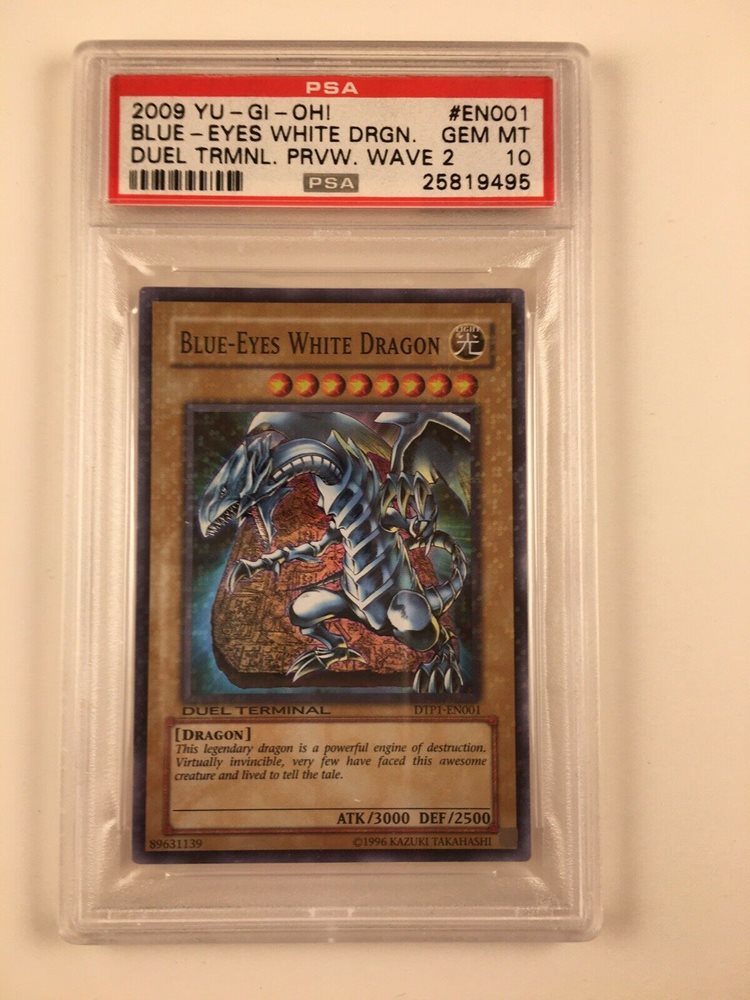 PSA
2009 YU-GI-OH! #EN001
BLUE-EYES WHITE DRGN. GEM MT
DUEL TRMNL. PRVW. WAVE 2 10
PSA 25819495
BLUE-EYES WHITE DRAGON
LIGHT
光
DUEL TERMINAL DTP1-EN001
[DRAGON]
This legendary dragon is a powerful engine of destruction.
Virtually invincible, very few have faced this awesome
creature and lived to tell the tale.
ATK/3000 DEF/2500
89631139 ©1996 KAZUKI TAKAHASHI